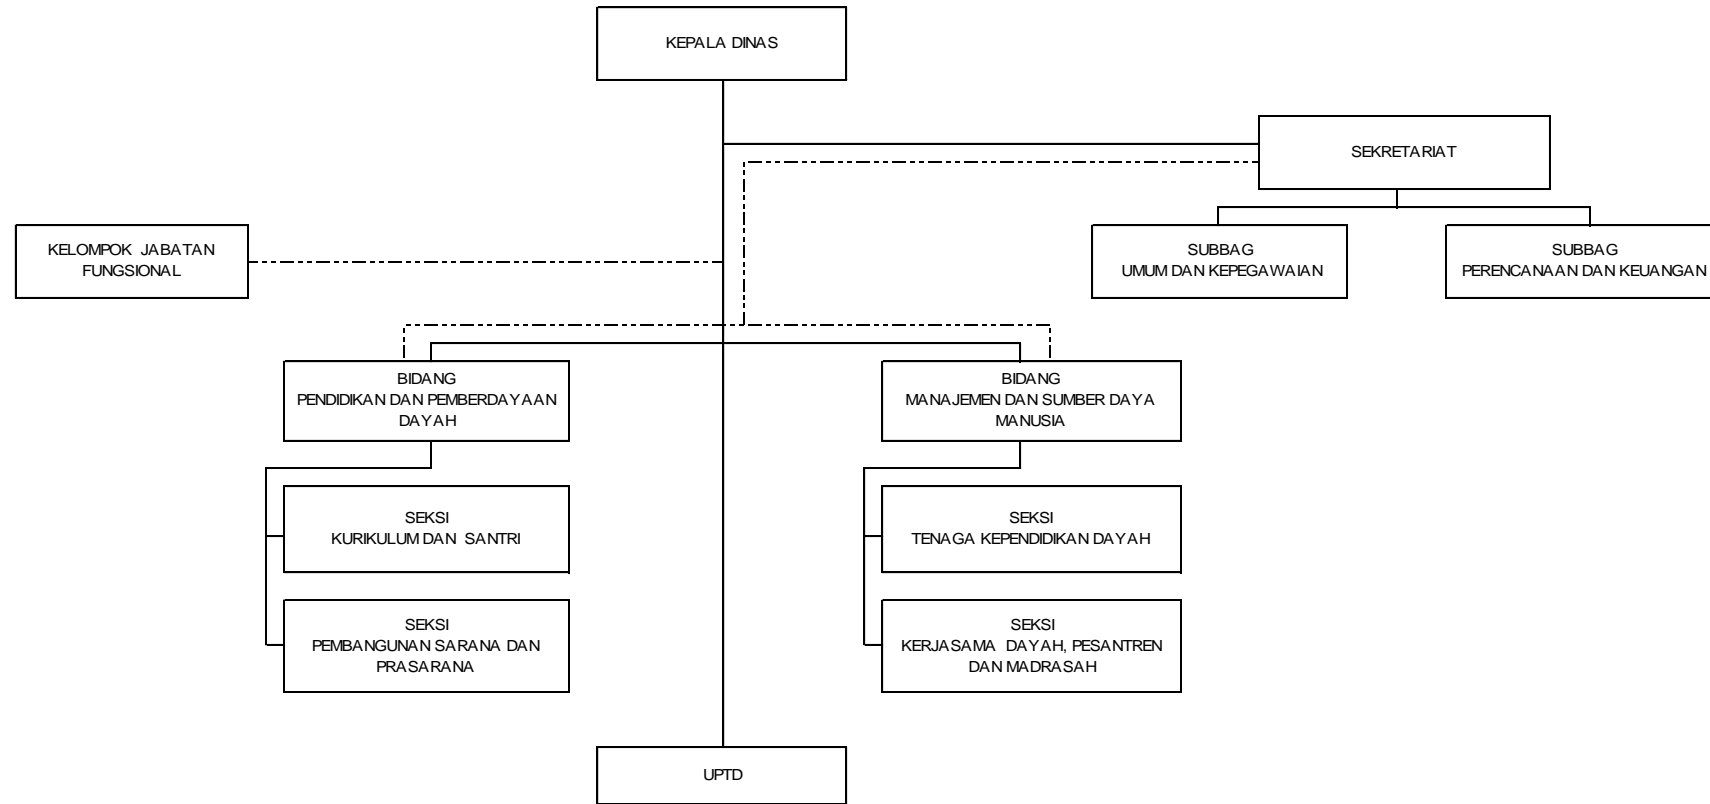 KEPALA DINAS
SEKRETARIAT
KELOMPOK JABATAN
FUNGSIONAL
SUBBAG
UMUM DAN KEPEGAWAIAN
SUBBAG
PERENCANAAN DAN KEUANGAN
BIDANG
PENDIDIKAN DAN PEMBERDAYAAN
DAYAH
BIDANG
MANAJEMEN DAN SUMBER DAYA
MANUSIA
SEKSI
KURIKULUM DAN SANTRI
SEKSI
TENAGA KEPENDIDIKAN DAYAH
SEKSI
PEMBANGUNAN SARANA DAN
PRASARANA
SEKSI
KERJASAMA DAYAH, PESANTREN
DAN MADRASAH
UPTD